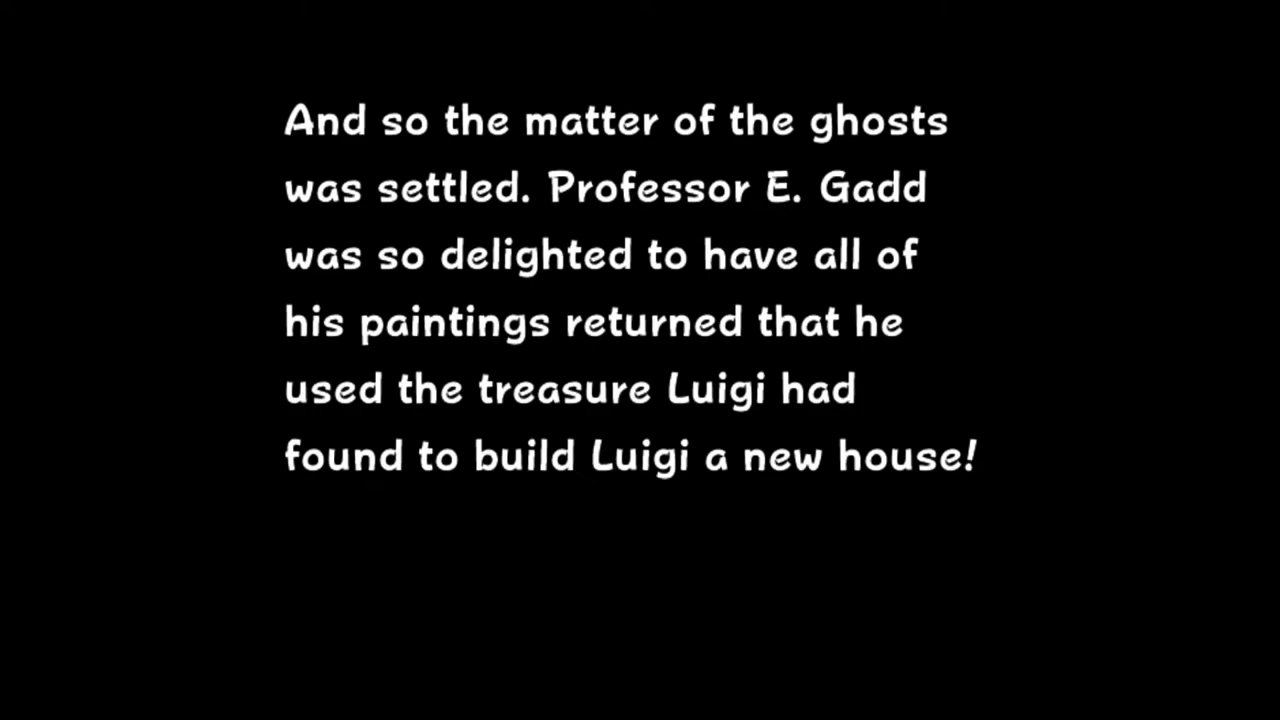 And so the matter of the ghosts
was settled. Professor E. Gadd
was so delighted to have all of
his paintings returned that he
used the treasure Luigi had
found to build Luigi a new house!